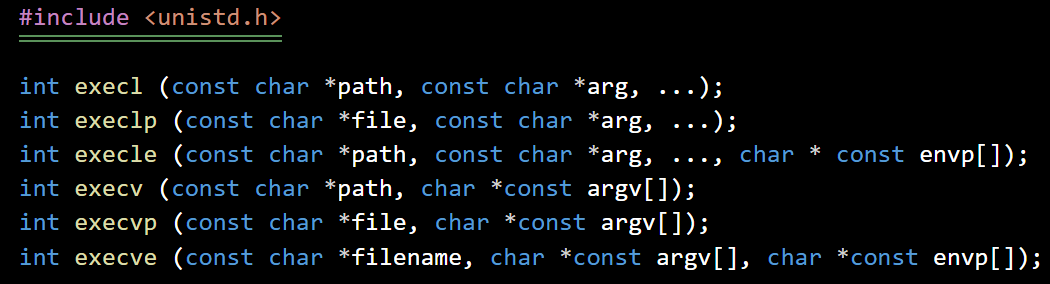 #include <unistd.h>
int execl (const char *path, const char *arg, ...);
int execlp (const char *file, const char *arg, ...);
int execle (const char *path, const char *arg, ..., char * const envp[]);
int execv (const char *path, char *const argv[]);
int execvp (const char *file, char *const argv[]);
int execve (const char *filename, char *const argv[], char *const envp[]);